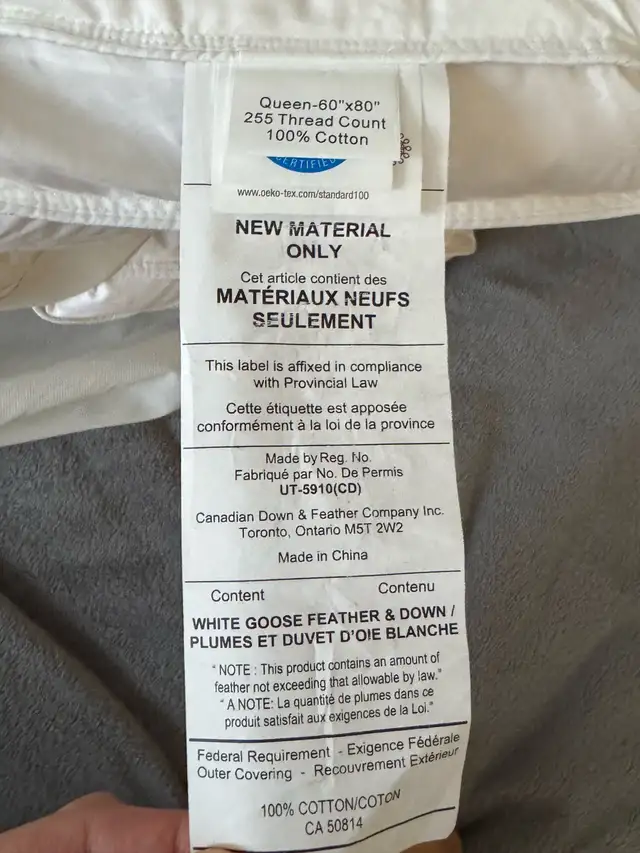 Queen-60"x80"
255 Thread Count
100% Cotton
CERTIFIED
www.oeko-tex.com/standard100
NEW MATERIAL
ONLY
Cet article contient des
MATÉRIAUX NEUFS
SEULEMENT
This label is affixed in compliance
with Provincial Law
Cette étiquette est apposée
conformément à la loi de la province
Made by Reg. No.
Fabriqué par No. De Permis
UT-5910(CD)
Canadian Down & Feather Company Inc.
Toronto, Ontario M5T 2W2
Made in China
Content Contenu
WHITE GOOSE FEATHER & DOWN /
PLUMES ET DUVET D'OIE BLANCHE
"NOTE : This product contains an amount of
feather not exceeding that allowable by law."
"A NOTE: La quantité de plumes dans ce
produit satisfait aux exigences de la Loi."
Federal Requirement - Exigence Fédérale
Outer Covering - Recouvrement Extérieur
100% COTTON/COTON
CA 50814